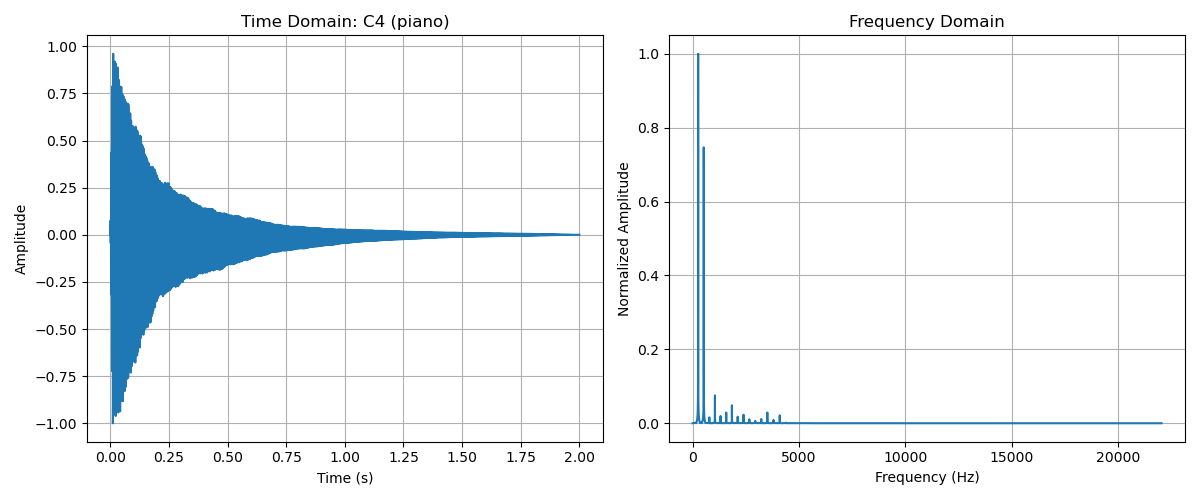 Time Domain: C4 (piano)
1.00
0.75
0.50
0.25
0.00
−0.25
−0.50
−0.75
−1.00
Amplitude
0.00 0.25 0.50 0.75 1.00 1.25 1.50 1.75 2.00
Time (s)
Frequency Domain
1.0
0.8
0.6
0.4
0.2
0.0
Normalized Amplitude
0 5000 10000 15000 20000
Frequency (Hz)